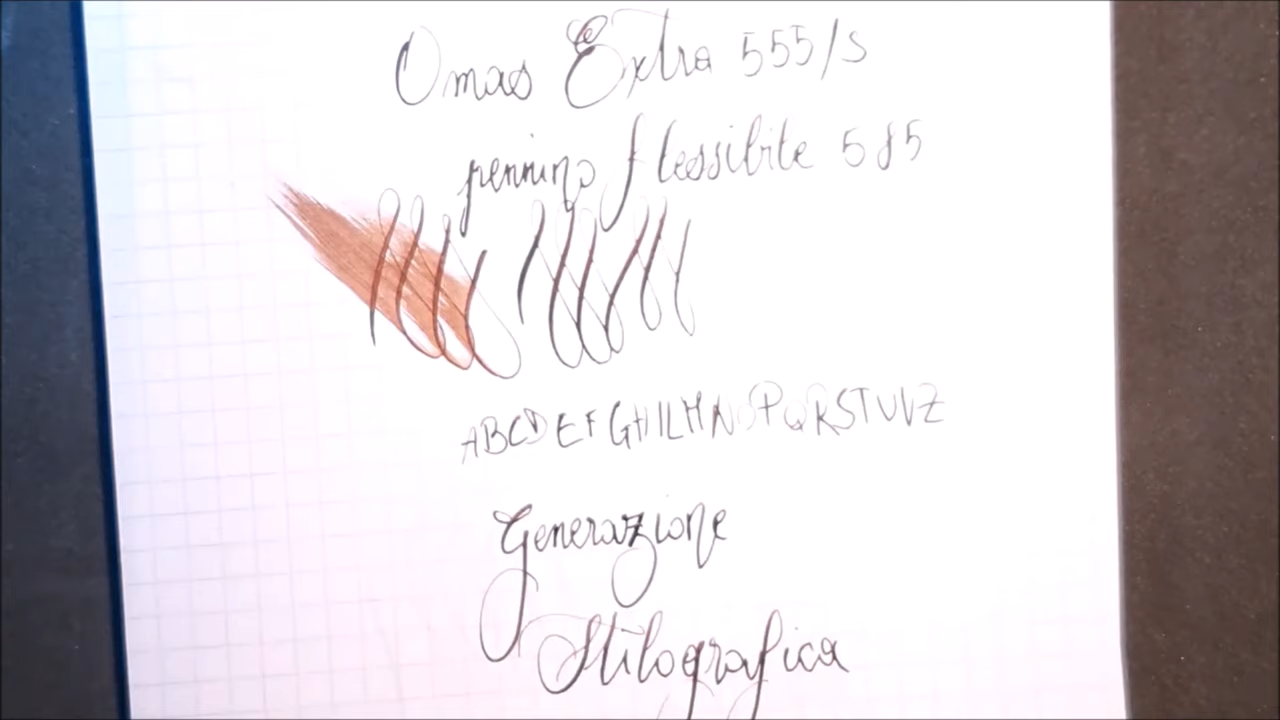 Omas Extra 555/S
pennino flessibile 585
ABCDEFGHILMNOPQRSTUVZ
Generazione
Stilografica